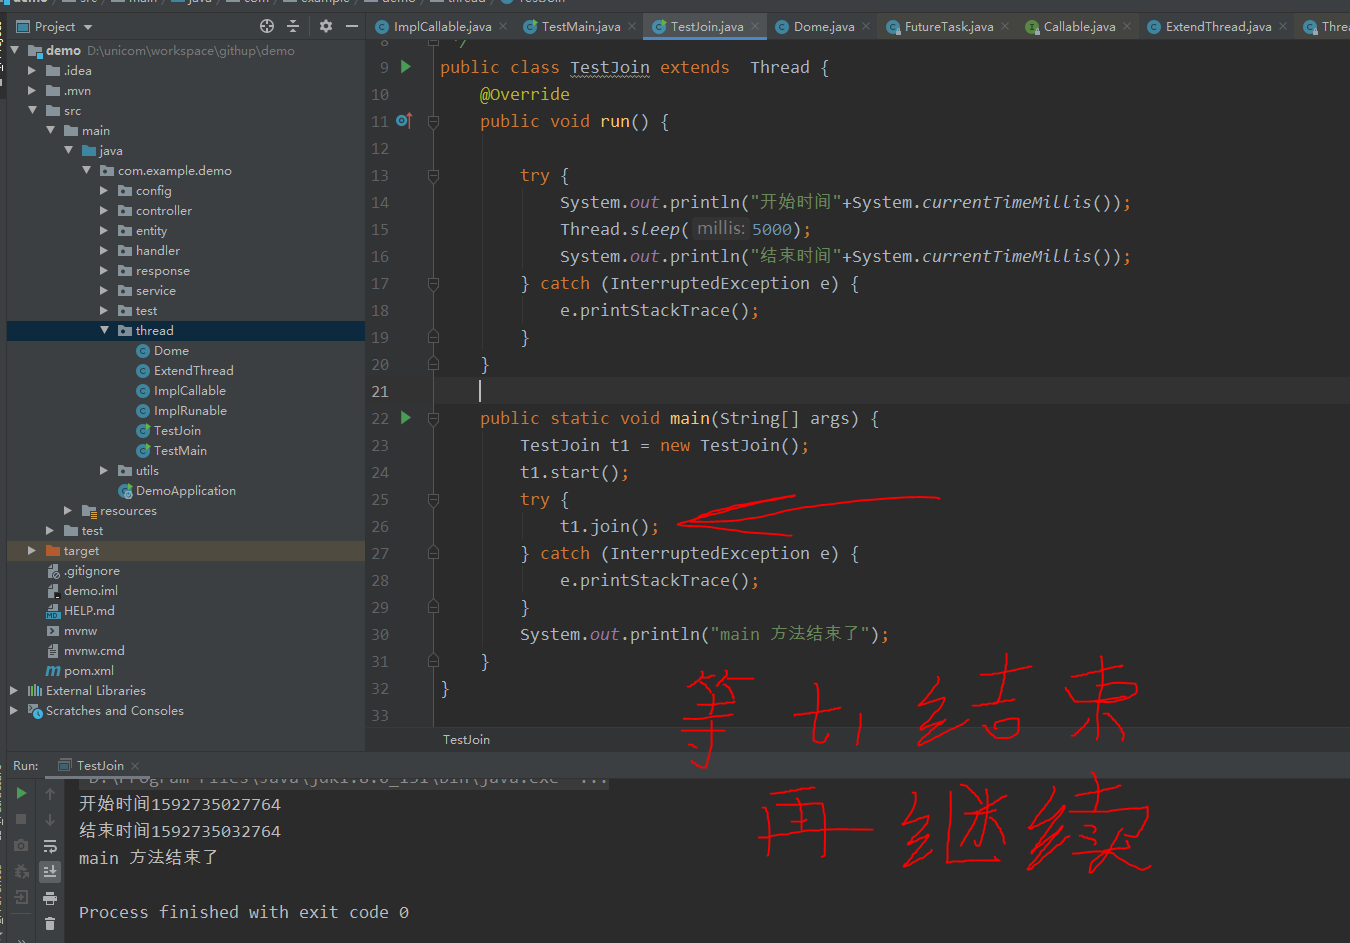 Project
demo D:\unicom\workspace\githup\demo
.idea
.mvn
src
main
java
com.example.demo
config
controller
entity
handler
response
service
test
thread
Dome
ExtendThread
ImplCallable
ImplRunable
TestJoin
TestMain
utils
DemoApplication
resources
test
target
.gitignore
demo.iml
HELP.md
mvnw
mvnw.cmd
pom.xml
External Libraries
Scratches and Consoles
ImplCallable.java TestMain.java TestJoin.java Dome.java FutureTask.java Callable.java ExtendThread.java
8 */
9 public class TestJoin extends  Thread {
10 @Override
11 public void run() {
12
13 try {
14 System.out.println("开始时间"+System.currentTimeMillis());
15 Thread.sleep( millis: 5000);
16 System.out.println("结束时间"+System.currentTimeMillis());
17 } catch (InterruptedException e) {
18 e.printStackTrace();
19 }
20 }
21
22 public static void main(String[] args) {
23 TestJoin t1 = new TestJoin();
24 t1.start();
25 try {
26 t1.join();
27 } catch (InterruptedException e) {
28 e.printStackTrace();
29 }
30 System.out.println("main 方法结束了");
31 }
32 }
33
等 t1 结束
再继续
TestJoin
Run: TestJoin
开始时间1592735027764
结束时间1592735032764
main 方法结束了
Process finished with exit code 0